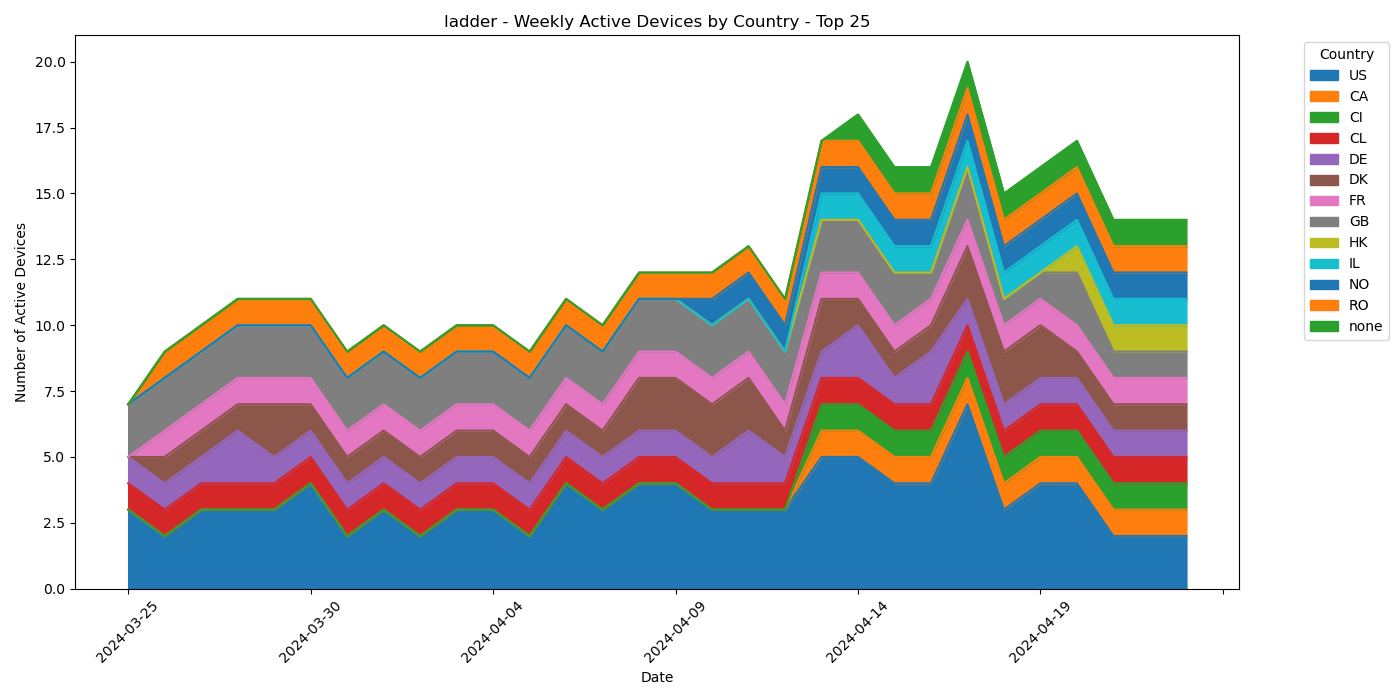 ladder - Weekly Active Devices by Country - Top 25
Number of Active Devices
20.0
17.5
15.0
12.5
10.0
7.5
5.0
2.5
0.0
2024-03-25
2024-03-30
2024-04-04
2024-04-09
2024-04-14
2024-04-19
Date
Country
US
CA
CI
CL
DE
DK
FR
GB
HK
IL
NO
RO
none